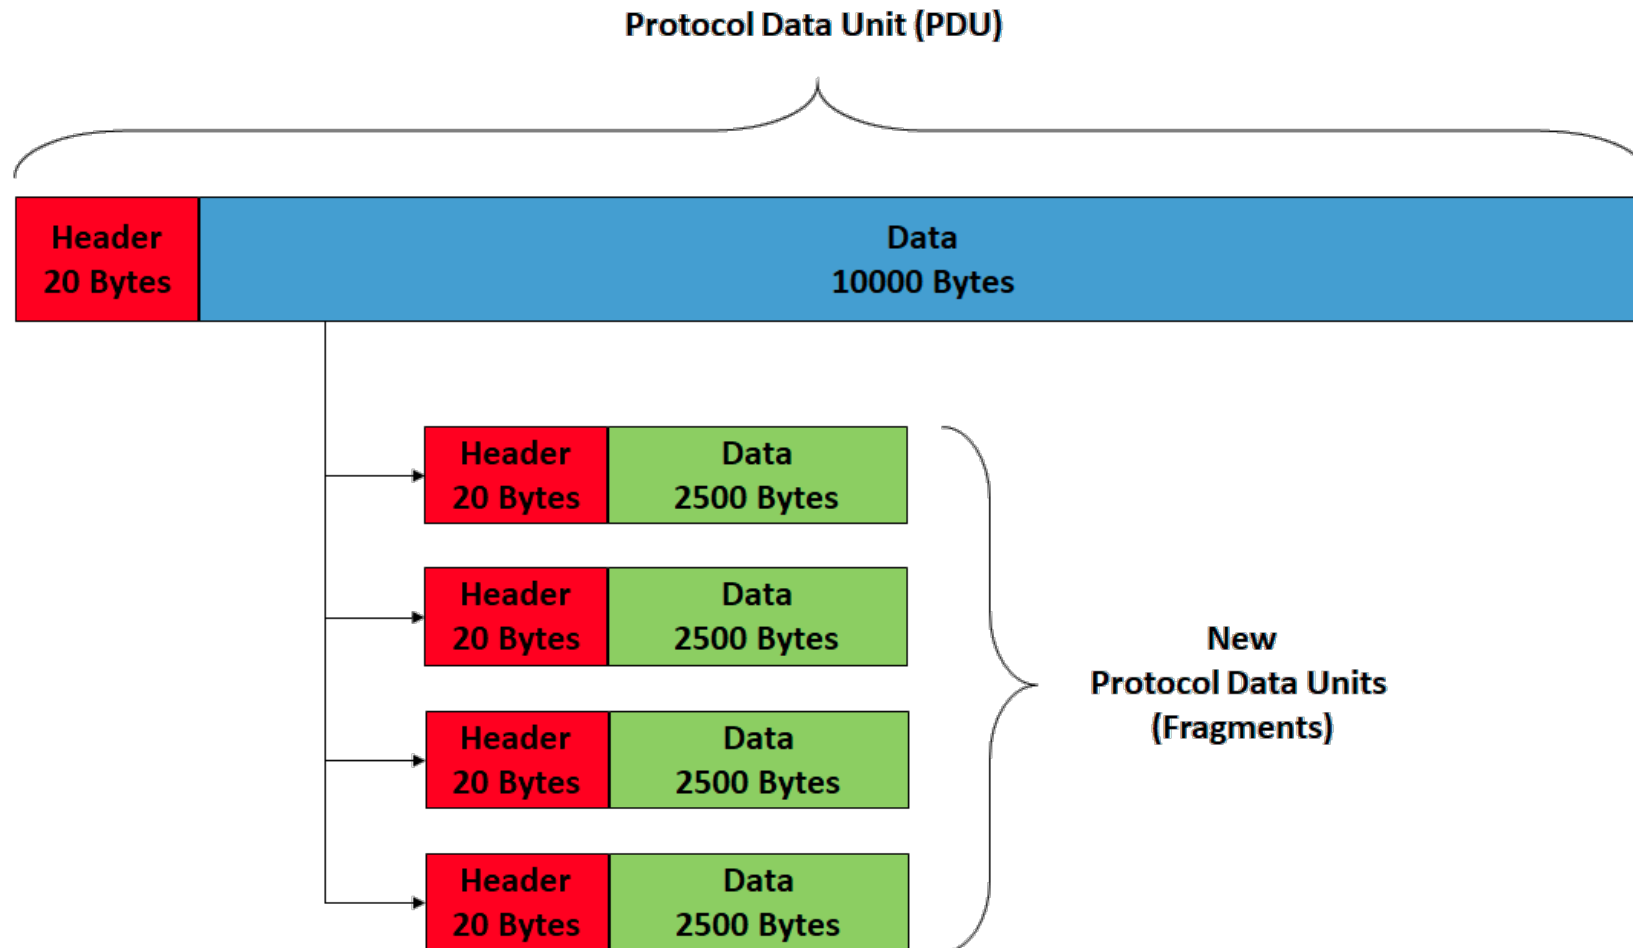 Protocol Data Unit (PDU)
Header
20 Bytes
Data
10000 Bytes
Header
20 Bytes
Data
2500 Bytes
Header
20 Bytes
Data
2500 Bytes
New
Protocol Data Units
(Fragments)
Header
20 Bytes
Data
2500 Bytes
Header
20 Bytes
Data
2500 Bytes